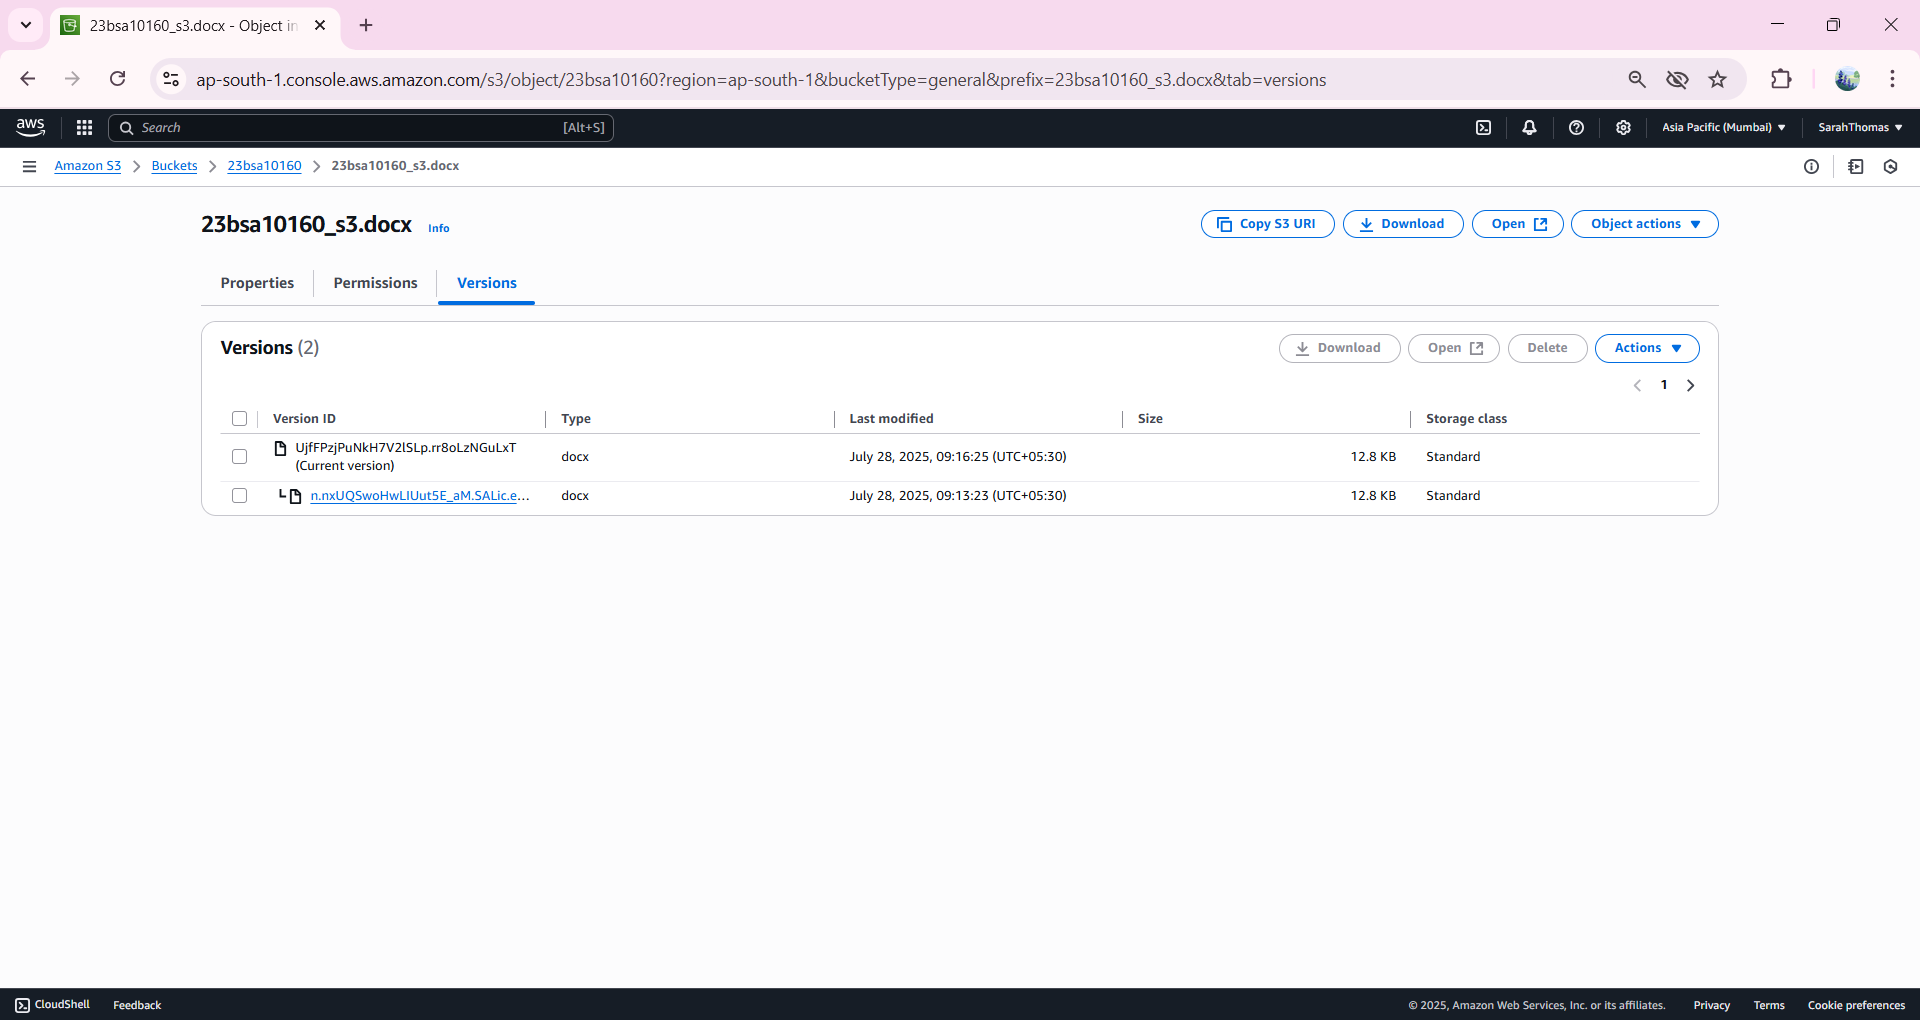 23bsa10160_s3.docx - Object in
ap-south-1.console.aws.amazon.com/s3/object/23bsa10160?region=ap-south-1&bucketType=general&prefix=23bsa10160_s3.docx&tab=versions
aws Search [Alt+S] Asia Pacific (Mumbai) SarahThomas
Amazon S3 Buckets 23bsa10160 23bsa10160_s3.docx
23bsa10160_s3.docx Info Copy S3 URI Download Open Object actions
Properties Permissions Versions
Versions (2) Download Open Delete Actions
1
Version ID Type Last modified Size Storage class
UjfFPzjPuNkH7V2lSLp.rr8oLzNGuLxT
(Current version) docx July 28, 2025, 09:16:25 (UTC+05:30) 12.8 KB Standard
n.nxUQSwoHwLIUut5E_aM.SALic.e... docx July 28, 2025, 09:13:23 (UTC+05:30) 12.8 KB Standard
CloudShell Feedback © 2025, Amazon Web Services, Inc. or its affiliates. Privacy Terms Cookie preferences